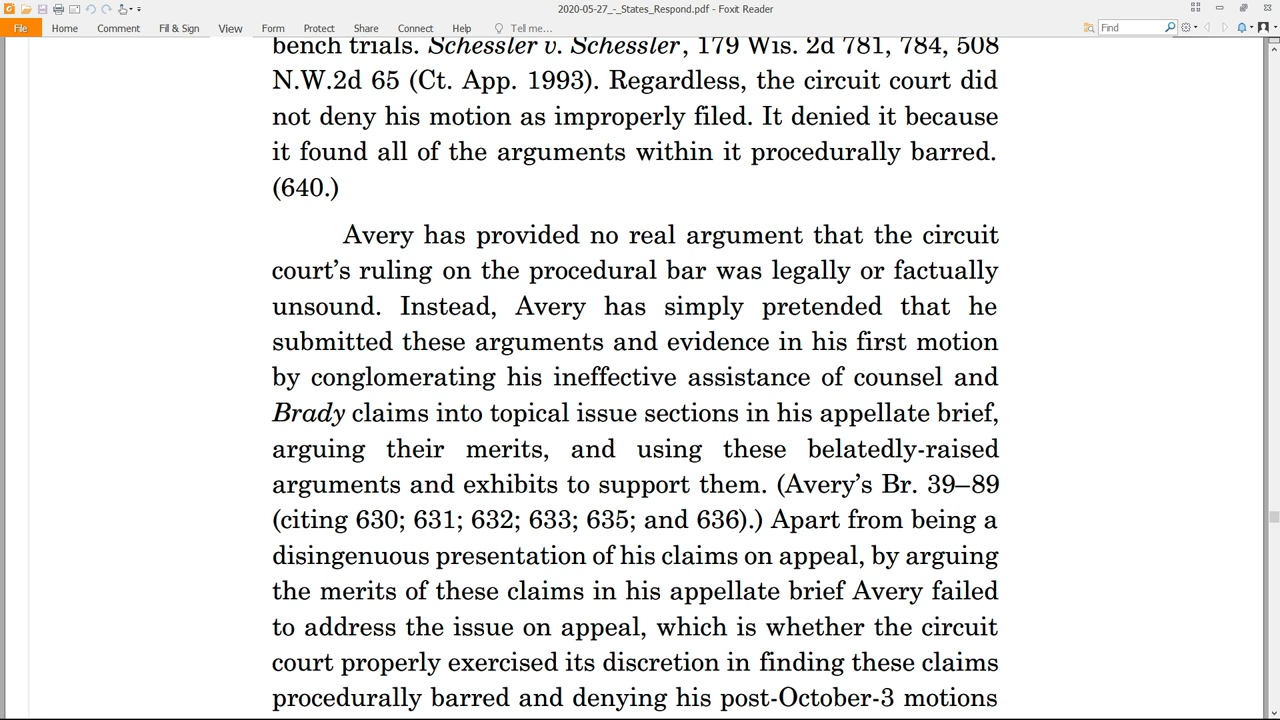 2020-05-27_-_States_Respond.pdf - Foxit Reader
File Home Comment Fill & Sign View Form Protect Share Connect Help Tell me... Find
bench trials. Schessler v. Schessler, 179 Wis. 2d 781, 784, 508
N.W.2d 65 (Ct. App. 1993). Regardless, the circuit court did
not deny his motion as improperly filed. It denied it because
it found all of the arguments within it procedurally barred.
(640.)
Avery has provided no real argument that the circuit
court's ruling on the procedural bar was legally or factually
unsound. Instead, Avery has simply pretended that he
submitted these arguments and evidence in his first motion
by conglomerating his ineffective assistance of counsel and
Brady claims into topical issue sections in his appellate brief,
arguing their merits, and using these belatedly-raised
arguments and exhibits to support them. (Avery's Br. 39–89
(citing 630; 631; 632; 633; 635; and 636).) Apart from being a
disingenuous presentation of his claims on appeal, by arguing
the merits of these claims in his appellate brief Avery failed
to address the issue on appeal, which is whether the circuit
court properly exercised its discretion in finding these claims
procedurally barred and denying his post-October-3 motions